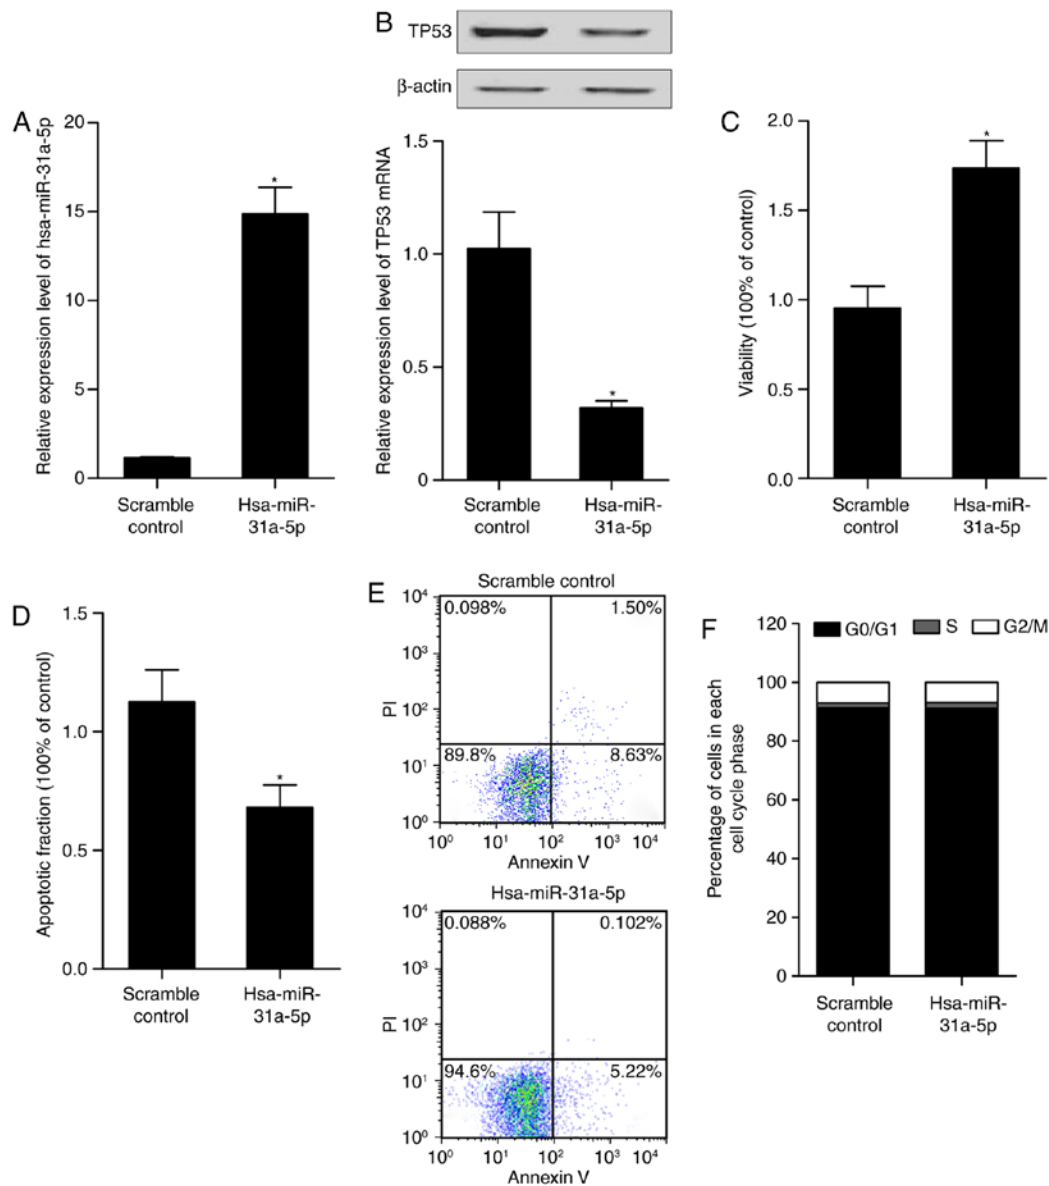 A
Relative expression level of hsa-miR-31a-5p
20
15
10
5
0
Scramble
control
Hsa-miR-
31a-5p
*
B
TP53
β-actin
Relative expression level of TP53 mRNA
1.5
1.0
0.5
0
Scramble
control
Hsa-miR-
31a-5p
*
C
Viability (100% of control)
2.0
1.5
1.0
0.5
0.0
Scramble
control
Hsa-miR-
31a-5p
*
D
Apoptotic fraction (100% of control)
1.5
1.0
0.5
0.0
Scramble
control
Hsa-miR-
31a-5p
*
E
Scramble control
0.098%
1.50%
89.8%
8.63%
PI
10⁴
10³
10²
10¹
10⁰
10⁰ 10¹ 10² 10³ 10⁴
Annexin V
Hsa-miR-31a-5p
0.088%
0.102%
94.6%
5.22%
PI
10⁴
10³
10²
10¹
10⁰
10⁰ 10¹ 10² 10³ 10⁴
Annexin V
F
G0/G1 S G2/M
Percentage of cells in each
cell cycle phase
120
100
80
60
40
20
0
Scramble
control
Hsa-miR-
31a-5p